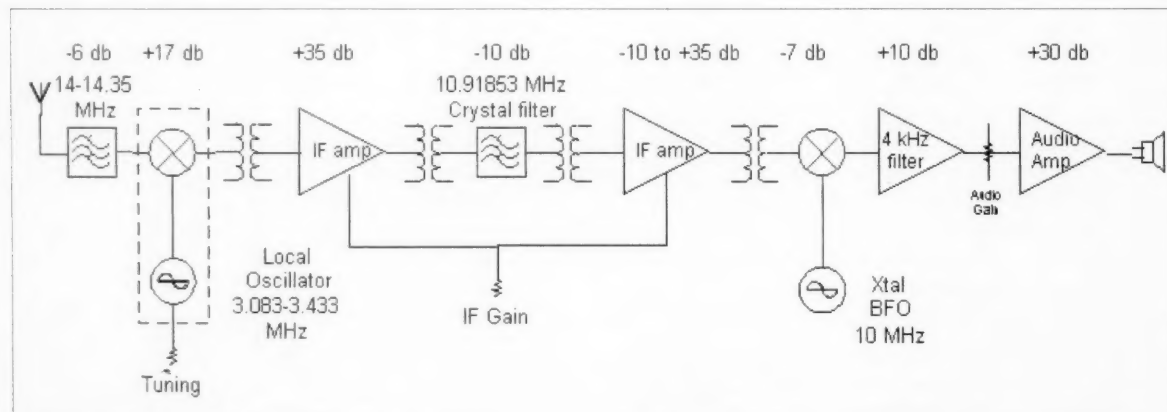 -6 db +17 db +35 db -10 db -10 to +35 db -7 db +10 db +30 db
14-14.35
MHz
10.91853 MHz
Crystal filter
IF amp
IF amp
4 kHz
filter
Audio
Amp
Audio
Gain
Local
Oscillator
3.083-3.433
MHz
IF Gain
Xtal
BFO
10 MHz
Tuning